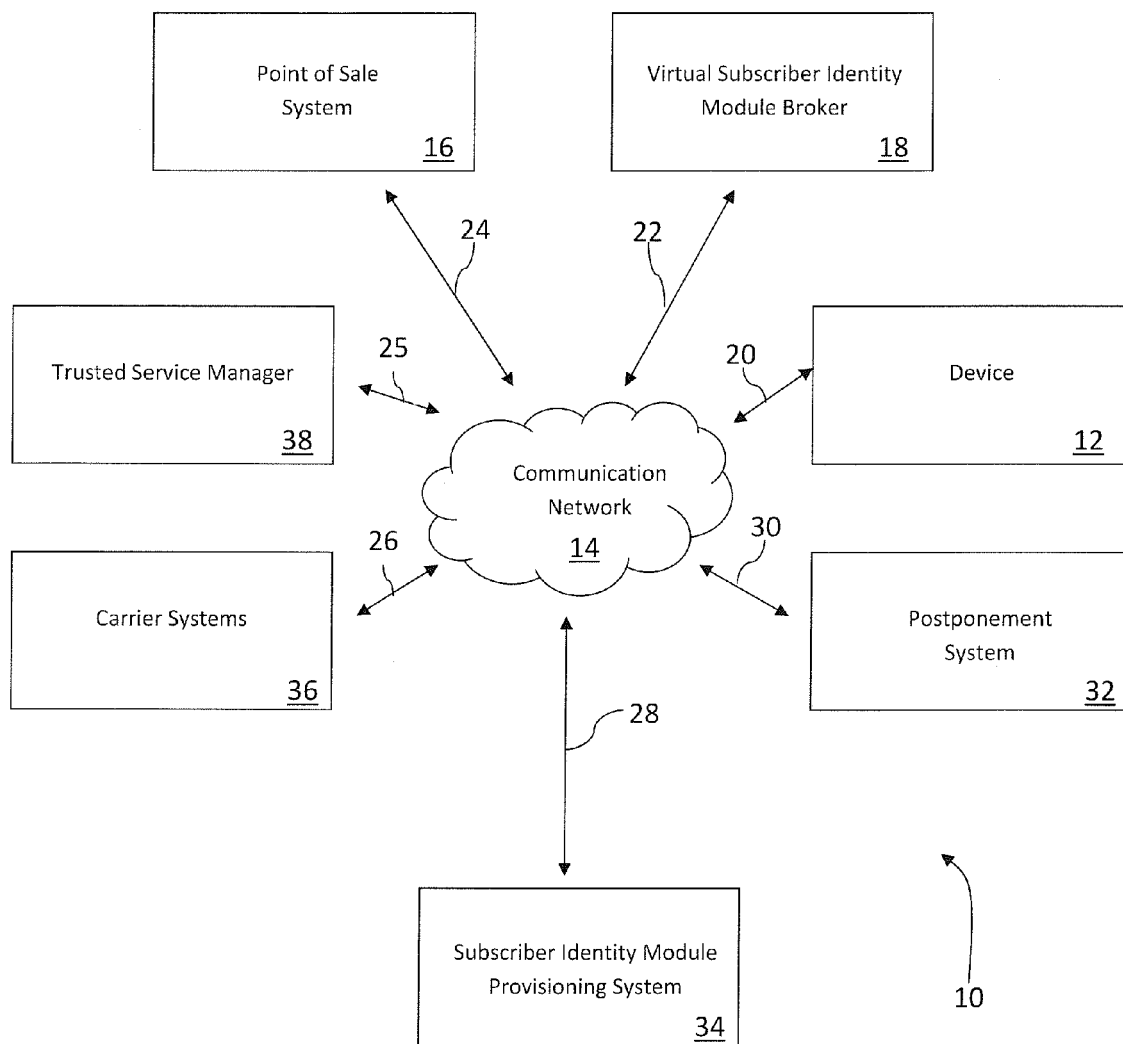 Point of Sale
System
16
Virtual Subscriber Identity
Module Broker
18
24
22
Trusted Service Manager
38
25
20
Device
12
Communication
Network
14
Carrier Systems
36
26
30
Postponement
System
32
28
Subscriber Identity Module
Provisioning System
34
10